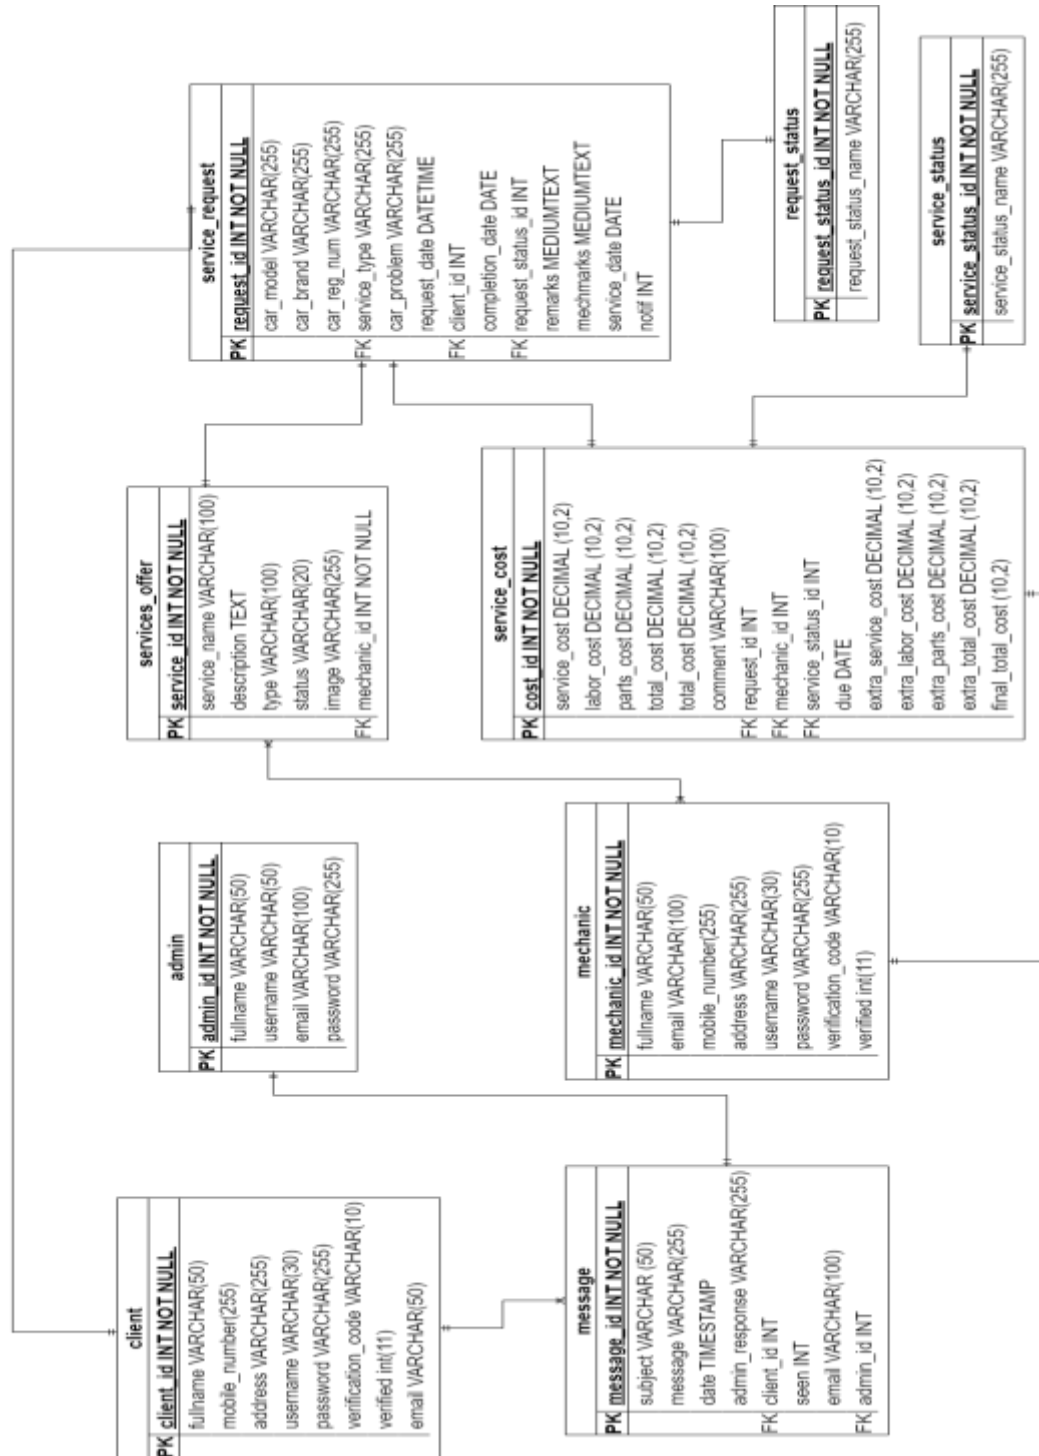 client
PK client_id INT NOT NULL
fullname VARCHAR(50)
mobile_number(255)
address VARCHAR(255)
username VARCHAR(30)
password VARCHAR(255)
verification_code VARCHAR(10)
verified int(11)
email VARCHAR(50)
admin
PK admin_id INT NOT NULL
fullname VARCHAR(50)
username VARCHAR(50)
email VARCHAR(100)
password VARCHAR(255)
services_offer
PK service_id INT NOT NULL
service_name VARCHAR(100)
description TEXT
type VARCHAR(100)
status VARCHAR(20)
image VARCHAR(255)
FK mechanic_id INT NOT NULL
service_request
PK request_id INT NOT NULL
car_model VARCHAR(255)
car_brand VARCHAR(255)
car_reg_num VARCHAR(255)
FK service_type VARCHAR(255)
car_problem VARCHAR(255)
request_date DATETIME
FK client_id INT
completion_date DATE
FK request_status_id INT
remarks MEDIUMTEXT
mechmarks MEDIUMTEXT
service_date DATE
notif INT
message
PK message_id INT NOT NULL
subject VARCHAR (50)
message VARCHAR(255)
date TIMESTAMP
admin_response VARCHAR(255)
FK client_id INT
seen INT
email VARCHAR(100)
FK admin_id INT
mechanic
PK mechanic_id INT NOT NULL
fullname VARCHAR(50)
email VARCHAR(100)
mobile_number(255)
address VARCHAR(255)
username VARCHAR(30)
password VARCHAR(255)
verification_code VARCHAR(10)
verified int(11)
service_cost
PK cost_id INT NOT NULL
service_cost DECIMAL (10,2)
labor_cost DECIMAL (10,2)
parts_cost DECIMAL (10,2)
total_cost DECIMAL (10,2)
total_cost DECIMAL (10,2)
comment VARCHAR(100)
FK request_id INT
FK mechanic_id INT
FK service_status_id INT
due DATE
extra_service_cost DECIMAL (10,2)
extra_labor_cost DECIMAL (10,2)
extra_parts_cost DECIMAL (10,2)
extra_total_cost DECIMAL (10,2)
final_total_cost (10,2)
request_status
PK request_status_id INT NOT NULL
request_status_name VARCHAR(255)
service_status
PK service_status_id INT NOT NULL
service_status_name VARCHAR(255)